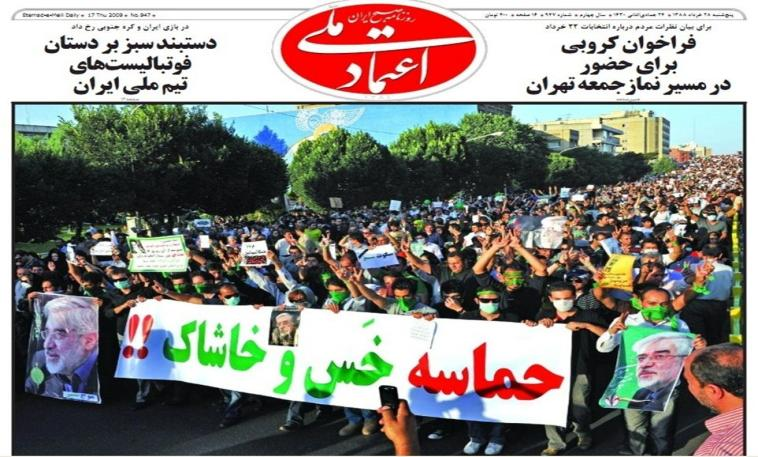 پنجشنبه ۲۸ خرداد ۱۳۸۸ • ۲۴ جمادی‌الثانی ۱۴۳۰ • سال چهارم • شماره ۹۴۷ • ۱۶ صفحه ۴۰۰ تومان
Etemad-e-Melli Daily • 17 Thu 2009 • No.947 •
روزنامه صبح ایران
اعتماد ملی
برای بیان نظرات مردم درباره انتخابات ۲۲ خرداد
فراخوان کروبی
برای حضور
در مسیر نماز جمعه تهران
در بازی ایران و کره جنوبی رخ داد
دستبند سبز بر دستان
فوتبالیست‌های
تیم ملی ایران
حماسه خَس و خاشاک !!